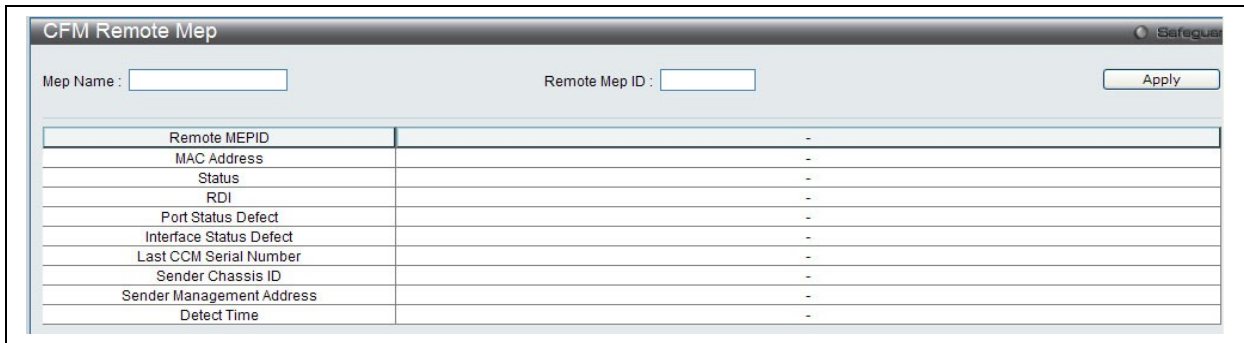 CFM Remote Mep
Mep Name : Remote Mep ID : Apply
Remote MEPID -
MAC Address -
Status -
RDI -
Port Status Defect -
Interface Status Defect -
Last CCM Serial Number -
Sender Chassis ID -
Sender Management Address -
Detect Time -